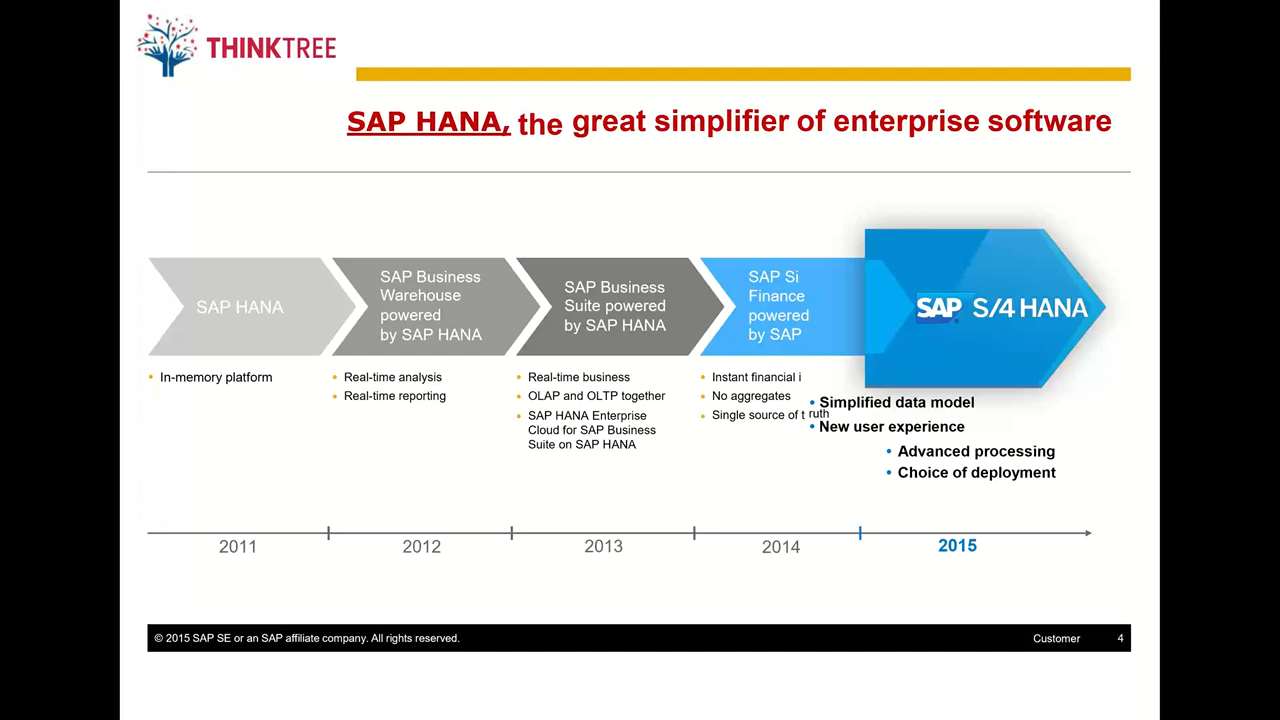 THINKTREE
SAP HANA, the great simplifier of enterprise software
SAP HANA
SAP Business
Warehouse
powered
by SAP HANA
SAP Business
Suite powered
by SAP HANA
SAP Si
Finance
powered
by SAP
SAP S/4 HANA
• In-memory platform
• Real-time analysis
• Real-time reporting
• Real-time business
• OLAP and OLTP together
• SAP HANA Enterprise
Cloud for SAP Business
Suite on SAP HANA
• Instant financial i
• No aggregates
• Single source of t ruth
• Simplified data model
• New user experience
• Advanced processing
• Choice of deployment
2011
2012
2013
2014
2015
© 2015 SAP SE or an SAP affiliate company. All rights reserved.
Customer
4